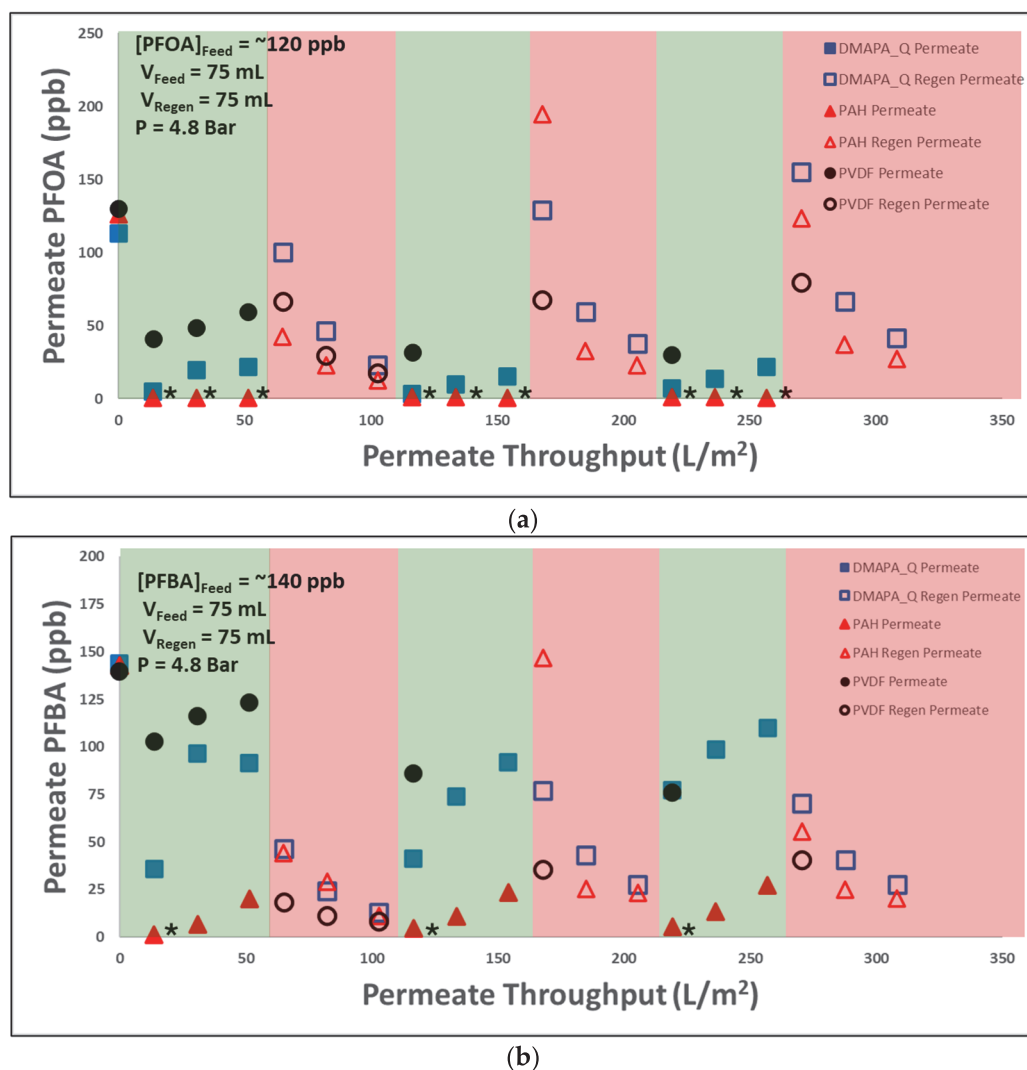 250
200
150
100
50
0
Permeate PFOA (ppb)
[PFOA]Feed = ~120 ppb
VFeed = 75 mL
VRegen = 75 mL
P = 4.8 Bar
DMAPA_Q Permeate
DMAPA_Q Regen Permeate
PAH Permeate
PAH Regen Permeate
PVDF Permeate
PVDF Regen Permeate
* * * * * * * * *
0 50 100 150 200 250 300 350
Permeate Throughput (L/m²)
(a)
200
175
150
125
100
75
50
25
0
Permeate PFBA (ppb)
[PFBA]Feed = ~140 ppb
VFeed = 75 mL
VRegen = 75 mL
P = 4.8 Bar
DMAPA_Q Permeate
DMAPA_Q Regen Permeate
PAH Permeate
PAH Regen Permeate
PVDF Permeate
PVDF Regen Permeate
* * *
0 50 100 150 200 250 300 350
Permeate Throughput (L/m²)
(b)